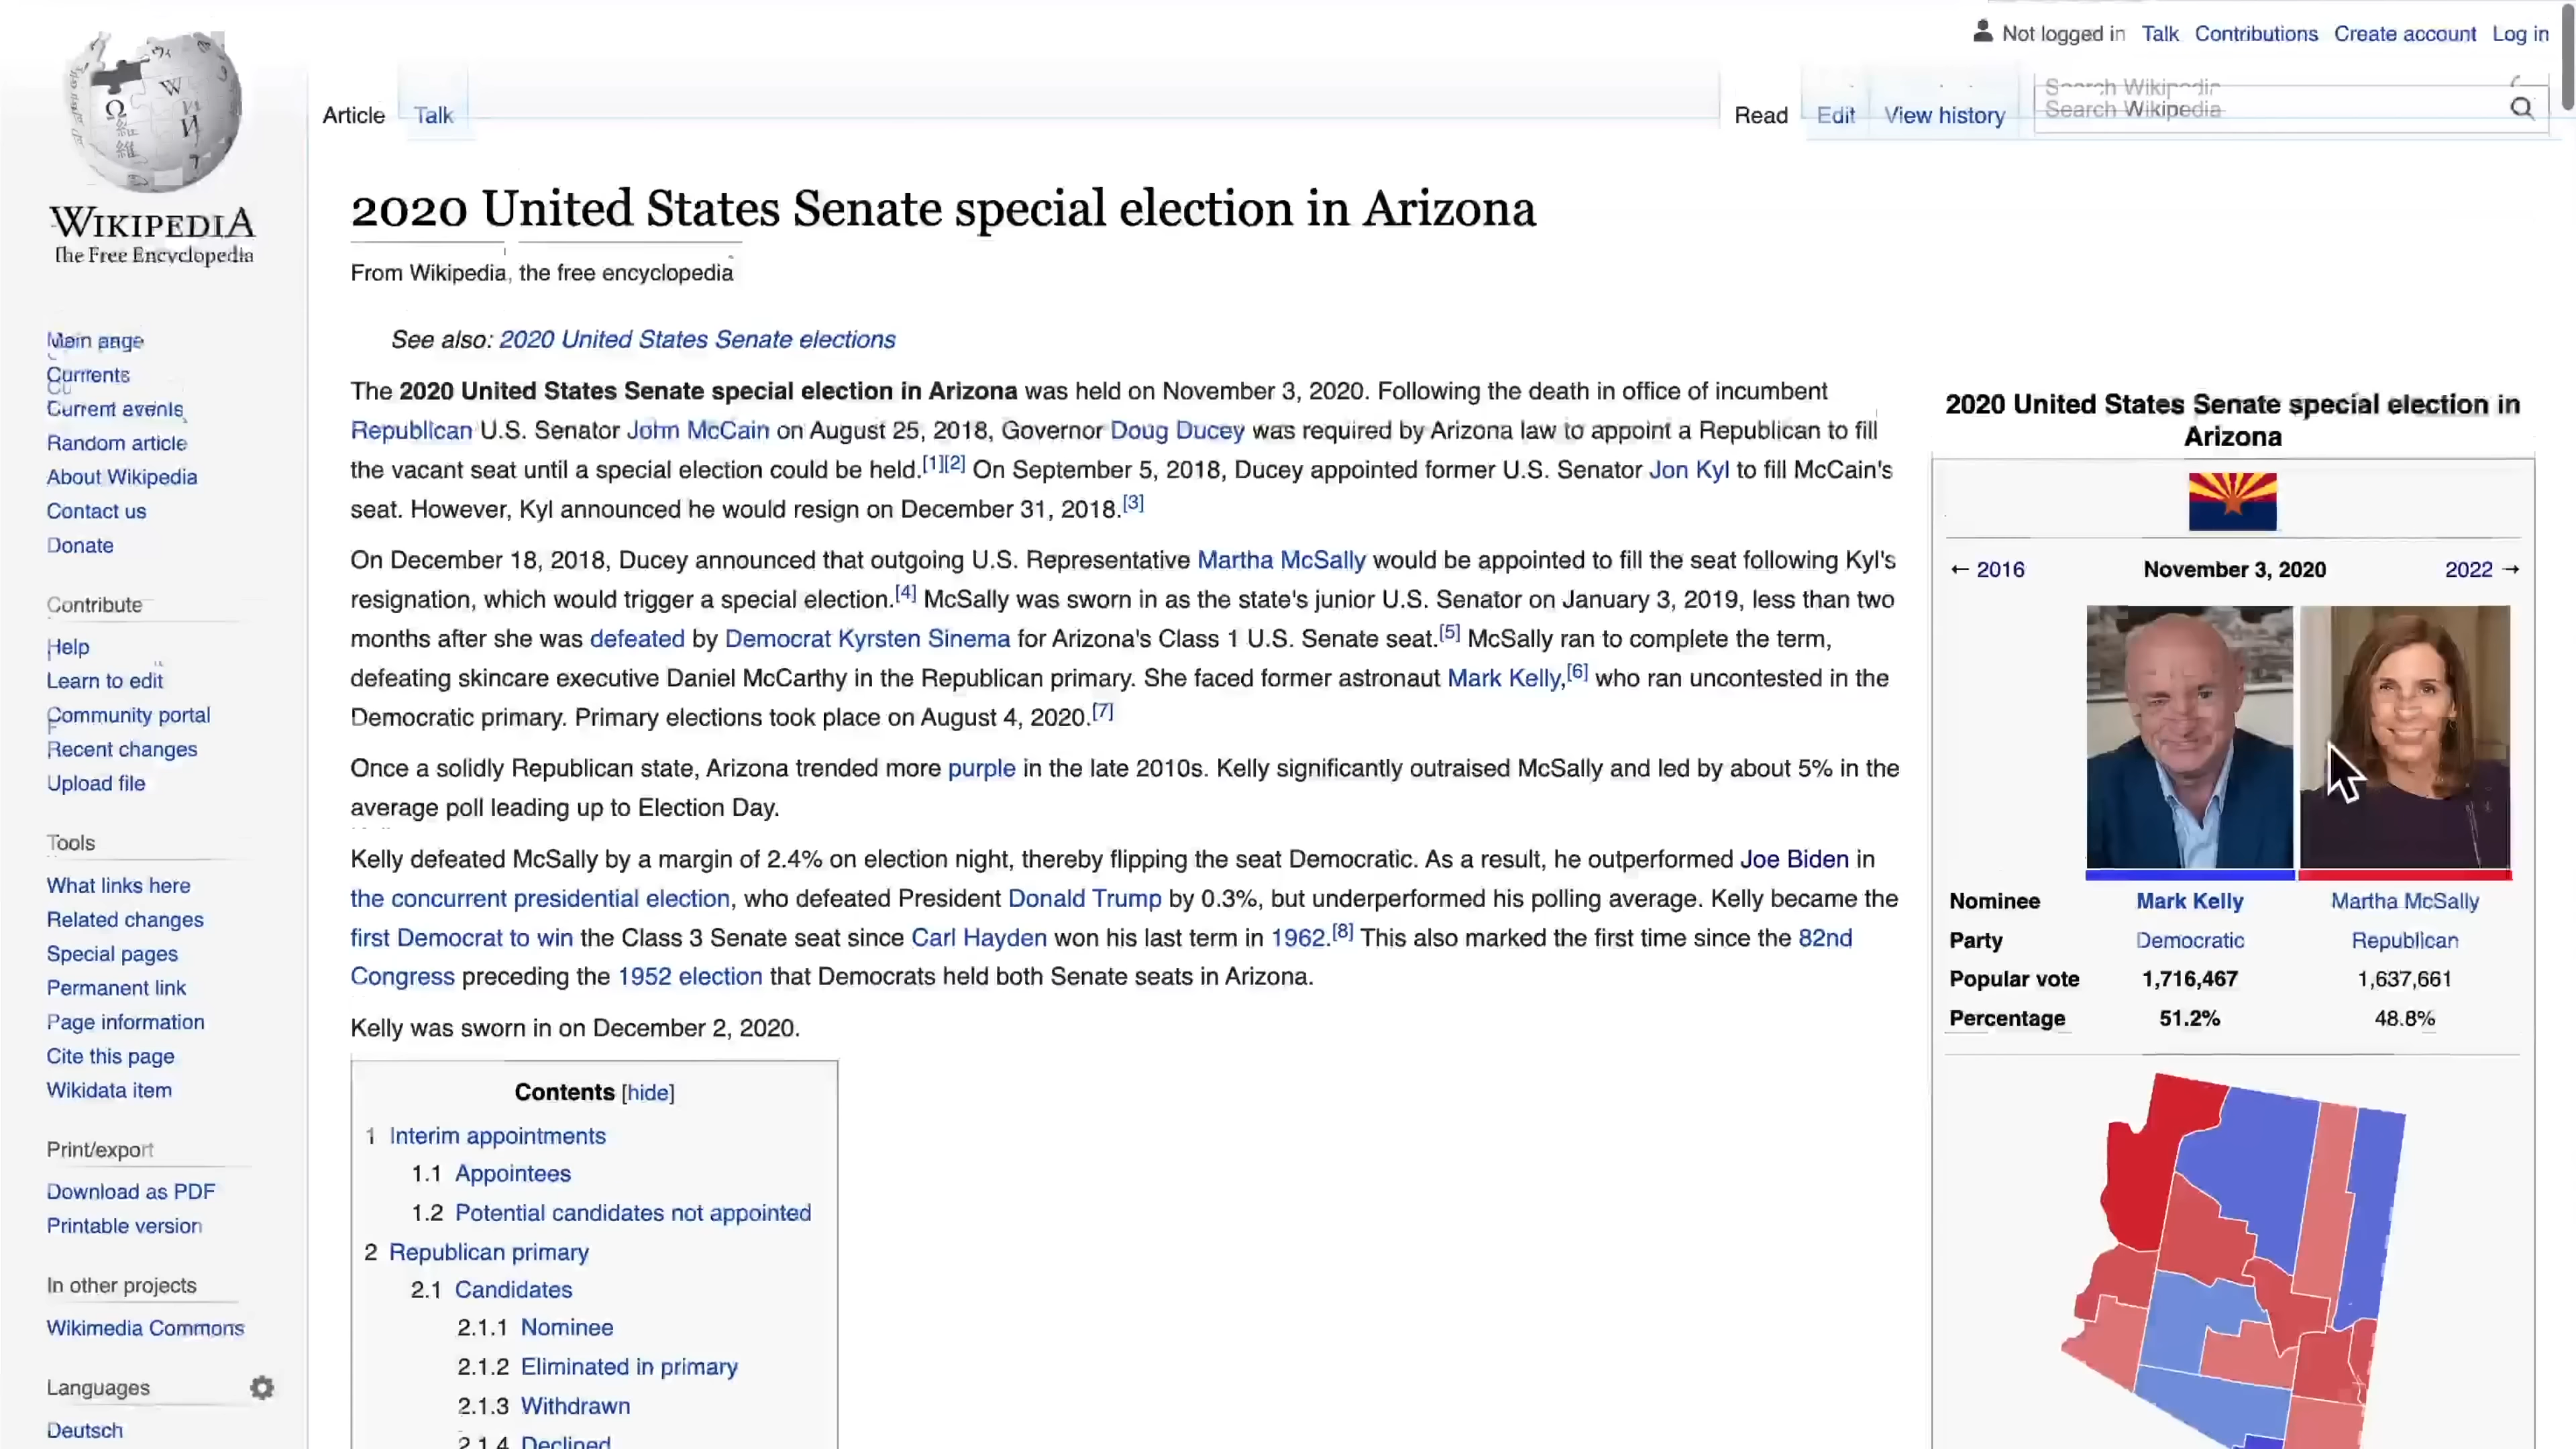 Not logged in Talk Contributions Create account Log in
Article Talk Read Edit View history Search Wikipedia
WIKIPEDIA
The Free Encyclopedia
2020 United States Senate special election in Arizona
From Wikipedia, the free encyclopedia
See also: 2020 United States Senate elections
The 2020 United States Senate special election in Arizona was held on November 3, 2020. Following the death in office of incumbent
Republican U.S. Senator John McCain on August 25, 2018, Governor Doug Ducey was required by Arizona law to appoint a Republican to fill
the vacant seat until a special election could be held.[1][2] On September 5, 2018, Ducey appointed former U.S. Senator Jon Kyl to fill McCain's
seat. However, Kyl announced he would resign on December 31, 2018.[3]
On December 18, 2018, Ducey announced that outgoing U.S. Representative Martha McSally would be appointed to fill the seat following Kyl's
resignation, which would trigger a special election.[4] McSally was sworn in as the state's junior U.S. Senator on January 3, 2019, less than two
months after she was defeated by Democrat Kyrsten Sinema for Arizona's Class 1 U.S. Senate seat.[5] McSally ran to complete the term,
defeating skincare executive Daniel McCarthy in the Republican primary. She faced former astronaut Mark Kelly,[6] who ran uncontested in the
Democratic primary. Primary elections took place on August 4, 2020.[7]
Once a solidly Republican state, Arizona trended more purple in the late 2010s. Kelly significantly outraised McSally and led by about 5% in the
average poll leading up to Election Day.
Kelly defeated McSally by a margin of 2.4% on election night, thereby flipping the seat Democratic. As a result, he outperformed Joe Biden in
the concurrent presidential election, who defeated President Donald Trump by 0.3%, but underperformed his polling average. Kelly became the
first Democrat to win the Class 3 Senate seat since Carl Hayden won his last term in 1962.[8] This also marked the first time since the 82nd
Congress preceding the 1952 election that Democrats held both Senate seats in Arizona.
Kelly was sworn in on December 2, 2020.
Contents [hide]
1 Interim appointments
1.1 Appointees
1.2 Potential candidates not appointed
2 Republican primary
2.1 Candidates
2.1.1 Nominee
2.1.2 Eliminated in primary
2.1.3 Withdrawn
2.1.4 Declined
2020 United States Senate special election in
Arizona
← 2016 November 3, 2020 2022 →
Nominee Mark Kelly Martha McSally
Party Democratic Republican
Popular vote 1,716,467 1,637,661
Percentage 51.2% 48.8%
Main page
Current events
Random article
About Wikipedia
Contact us
Donate
Contribute
Help
Learn to edit
Community portal
Recent changes
Upload file
Tools
What links here
Related changes
Special pages
Permanent link
Page information
Cite this page
Wikidata item
Print/export
Download as PDF
Printable version
In other projects
Wikimedia Commons
Languages
Deutsch